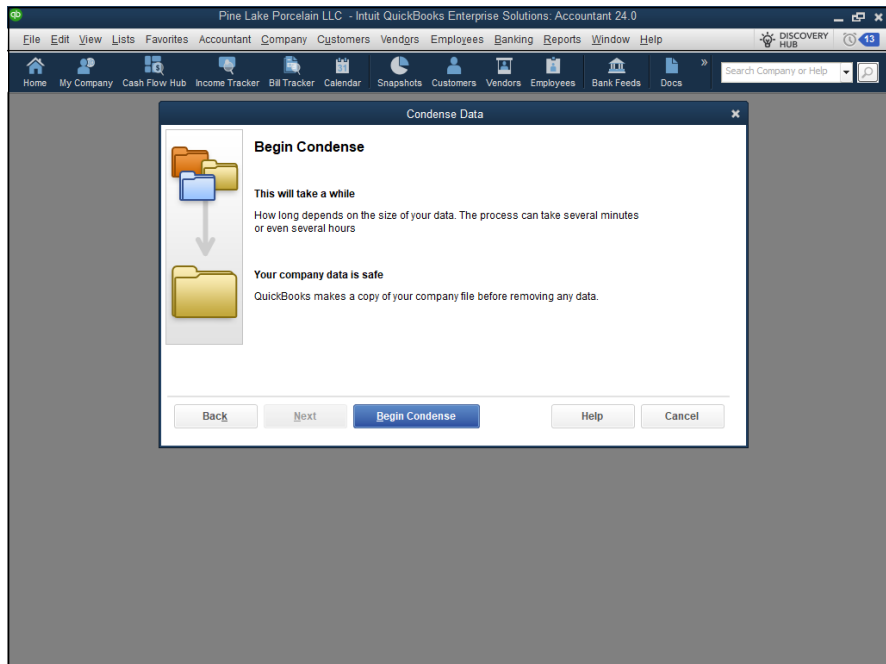 qb
Pine Lake Porcelain LLC - Intuit QuickBooks Enterprise Solutions: Accountant 24.0
File Edit View Lists Favorites Accountant Company Customers Vendors Employees Banking Reports Window Help
DISCOVERY
HUB
13
31
Home My Company Cash Flow Hub Income Tracker Bill Tracker Calendar Snapshots Customers Vendors Employees Bank Feeds Docs
»
Search Company or Help
Condense Data
Begin Condense
This will take a while
How long depends on the size of your data. The process can take several minutes
or even several hours
Your company data is safe
QuickBooks makes a copy of your company file before removing any data.
Back Next Begin Condense Help Cancel